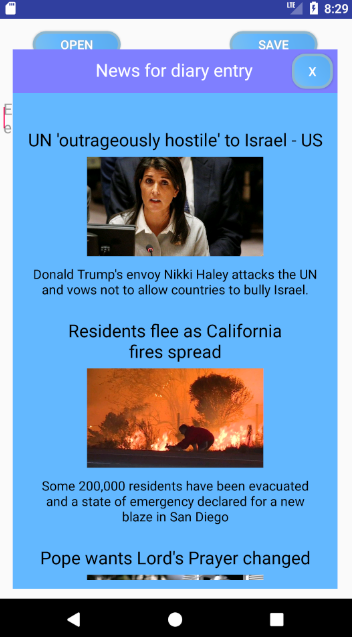 LTE 8:29
OPEN SAVE
News for diary entry X
UN 'outrageously hostile' to Israel - US
Donald Trump's envoy Nikki Haley attacks the UN
and vows not to allow countries to bully Israel.
Residents flee as California
fires spread
Some 200,000 residents have been evacuated
and a state of emergency declared for a new
blaze in San Diego
Pope wants Lord's Prayer changed